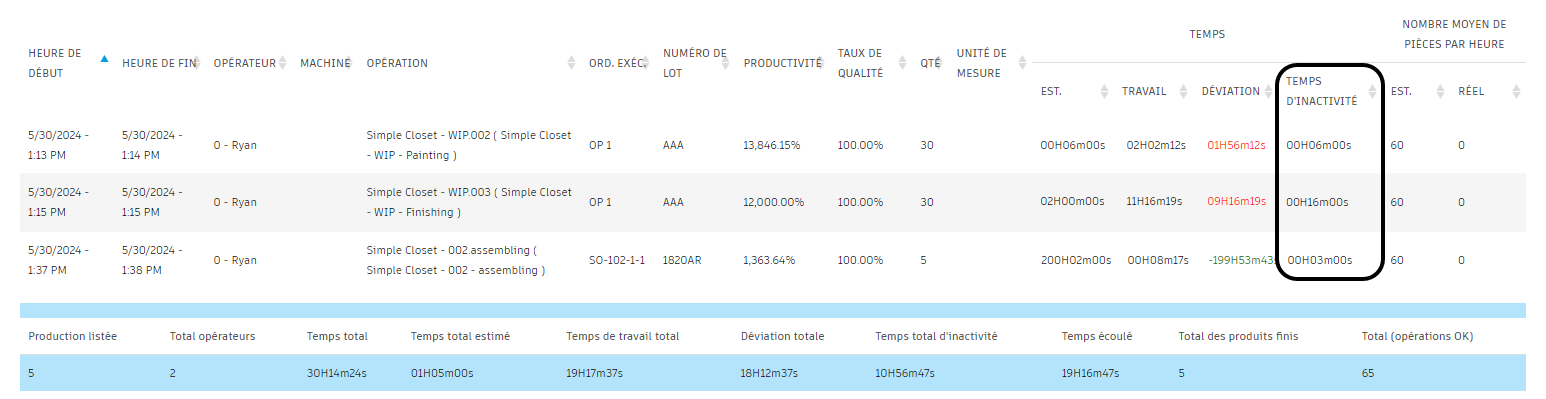 TEMPS
NOMBRE MOYEN DE
PIÈCES PAR HEURE
HEURE DE
DÉBUT
HEURE DE FIN
OPÉRATEUR
MACHINE
OPÉRATION
ORD. EXÉC.
NUMÉRO DE
LOT
PRODUCTIVITÉ
TAUX DE
QUALITÉ
QTÉ
UNITÉ DE
MESURE
EST.
TRAVAIL
DÉVIATION
TEMPS
D'INACTIVITÉ
EST.
RÉEL
5/30/2024 -
1:13 PM
5/30/2024 -
1:14 PM
0 - Ryan
Simple Closet - WIP.002 ( Simple Closet
- WIP - Painting )
OP 1
AAA
13,846.15%
100.00%
30
00H06m00s
02H02m12s
01H56m12s
00H06m00s
60
0
5/30/2024 -
1:15 PM
5/30/2024 -
1:15 PM
0 - Ryan
Simple Closet - WIP.003 ( Simple Closet
- WIP - Finishing )
OP 1
AAA
12,000.00%
100.00%
30
02H00m00s
11H16m19s
09H16m19s
00H16m00s
60
0
5/30/2024 -
1:37 PM
5/30/2024 -
1:38 PM
0 - Ryan
Simple Closet - 002.assembling (
Simple Closet - 002 - assembling )
SO-102-1-1
1820AR
1,363.64%
100.00%
5
200H02m00s
00H08m17s
-199H53m43s
00H03m00s
60
0
Production listée
Total opérateurs
Temps total
Temps total estimé
Temps de travail total
Déviation totale
Temps total d'inactivité
Temps écoulé
Total des produits finis
Total (opérations OK)
5
2
30H14m24s
01H05m00s
19H17m37s
18H12m37s
10H56m47s
19H16m47s
5
65